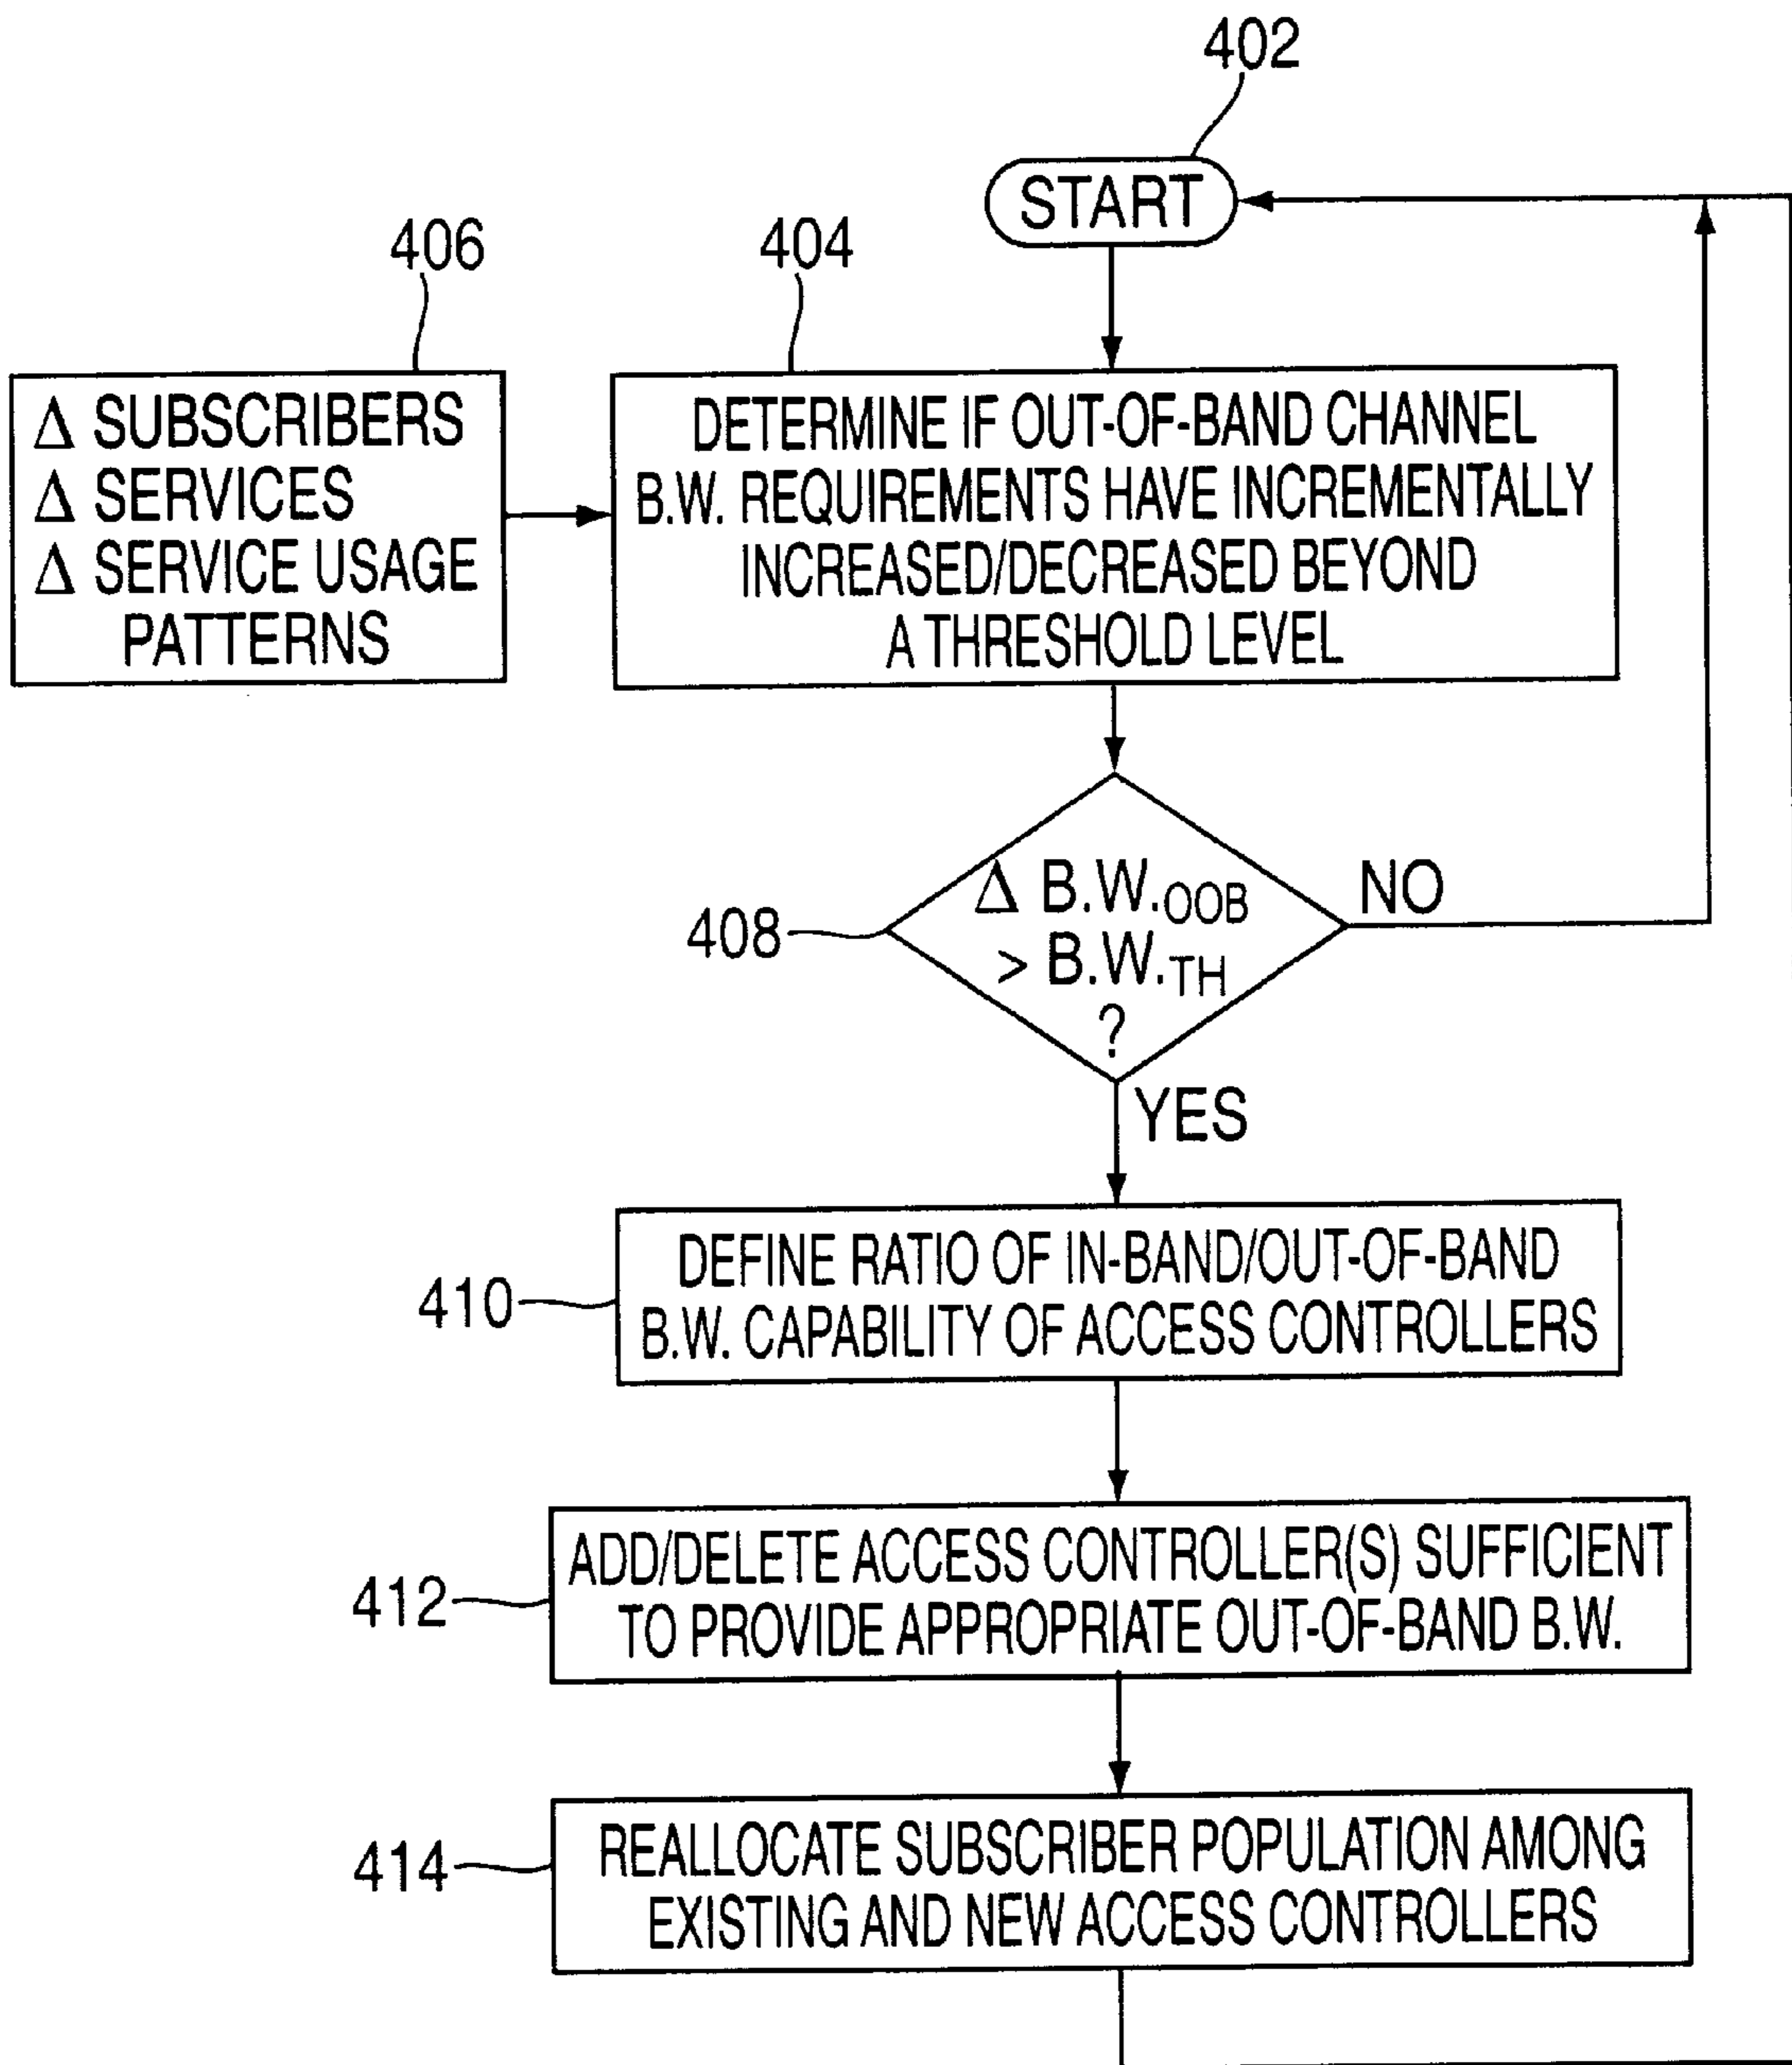 402
START
406
404
Δ SUBSCRIBERS
Δ SERVICES
Δ SERVICE USAGE
PATTERNS
DETERMINE IF OUT-OF-BAND CHANNEL
B.W. REQUIREMENTS HAVE INCREMENTALLY
INCREASED/DECREASED BEYOND
A THRESHOLD LEVEL
408
Δ B.W.OOB
> B.W.TH
?
NO
YES
410
DEFINE RATIO OF IN-BAND/OUT-OF-BAND
B.W. CAPABILITY OF ACCESS CONTROLLERS
412
ADD/DELETE ACCESS CONTROLLER(S) SUFFICIENT
TO PROVIDE APPROPRIATE OUT-OF-BAND B.W.
414
REALLOCATE SUBSCRIBER POPULATION AMONG
EXISTING AND NEW ACCESS CONTROLLERS